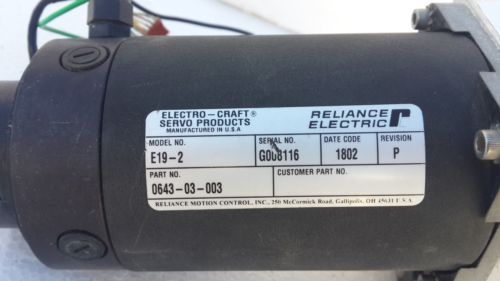 ELECTRO-CRAFT®
SERVO PRODUCTS
MANUFACTURED IN U.S.A
RELIANCE
ELECTRIC
MODEL NO. SERIAL NO. DATE CODE REVISION
E19-2 G008116 1802 P
PART NO. CUSTOMER PART NO.
0643-03-003
RELIANCE MOTION CONTROL, INC., 250 McCormick Road, Gallipolis, OH 45631 U.S.A.